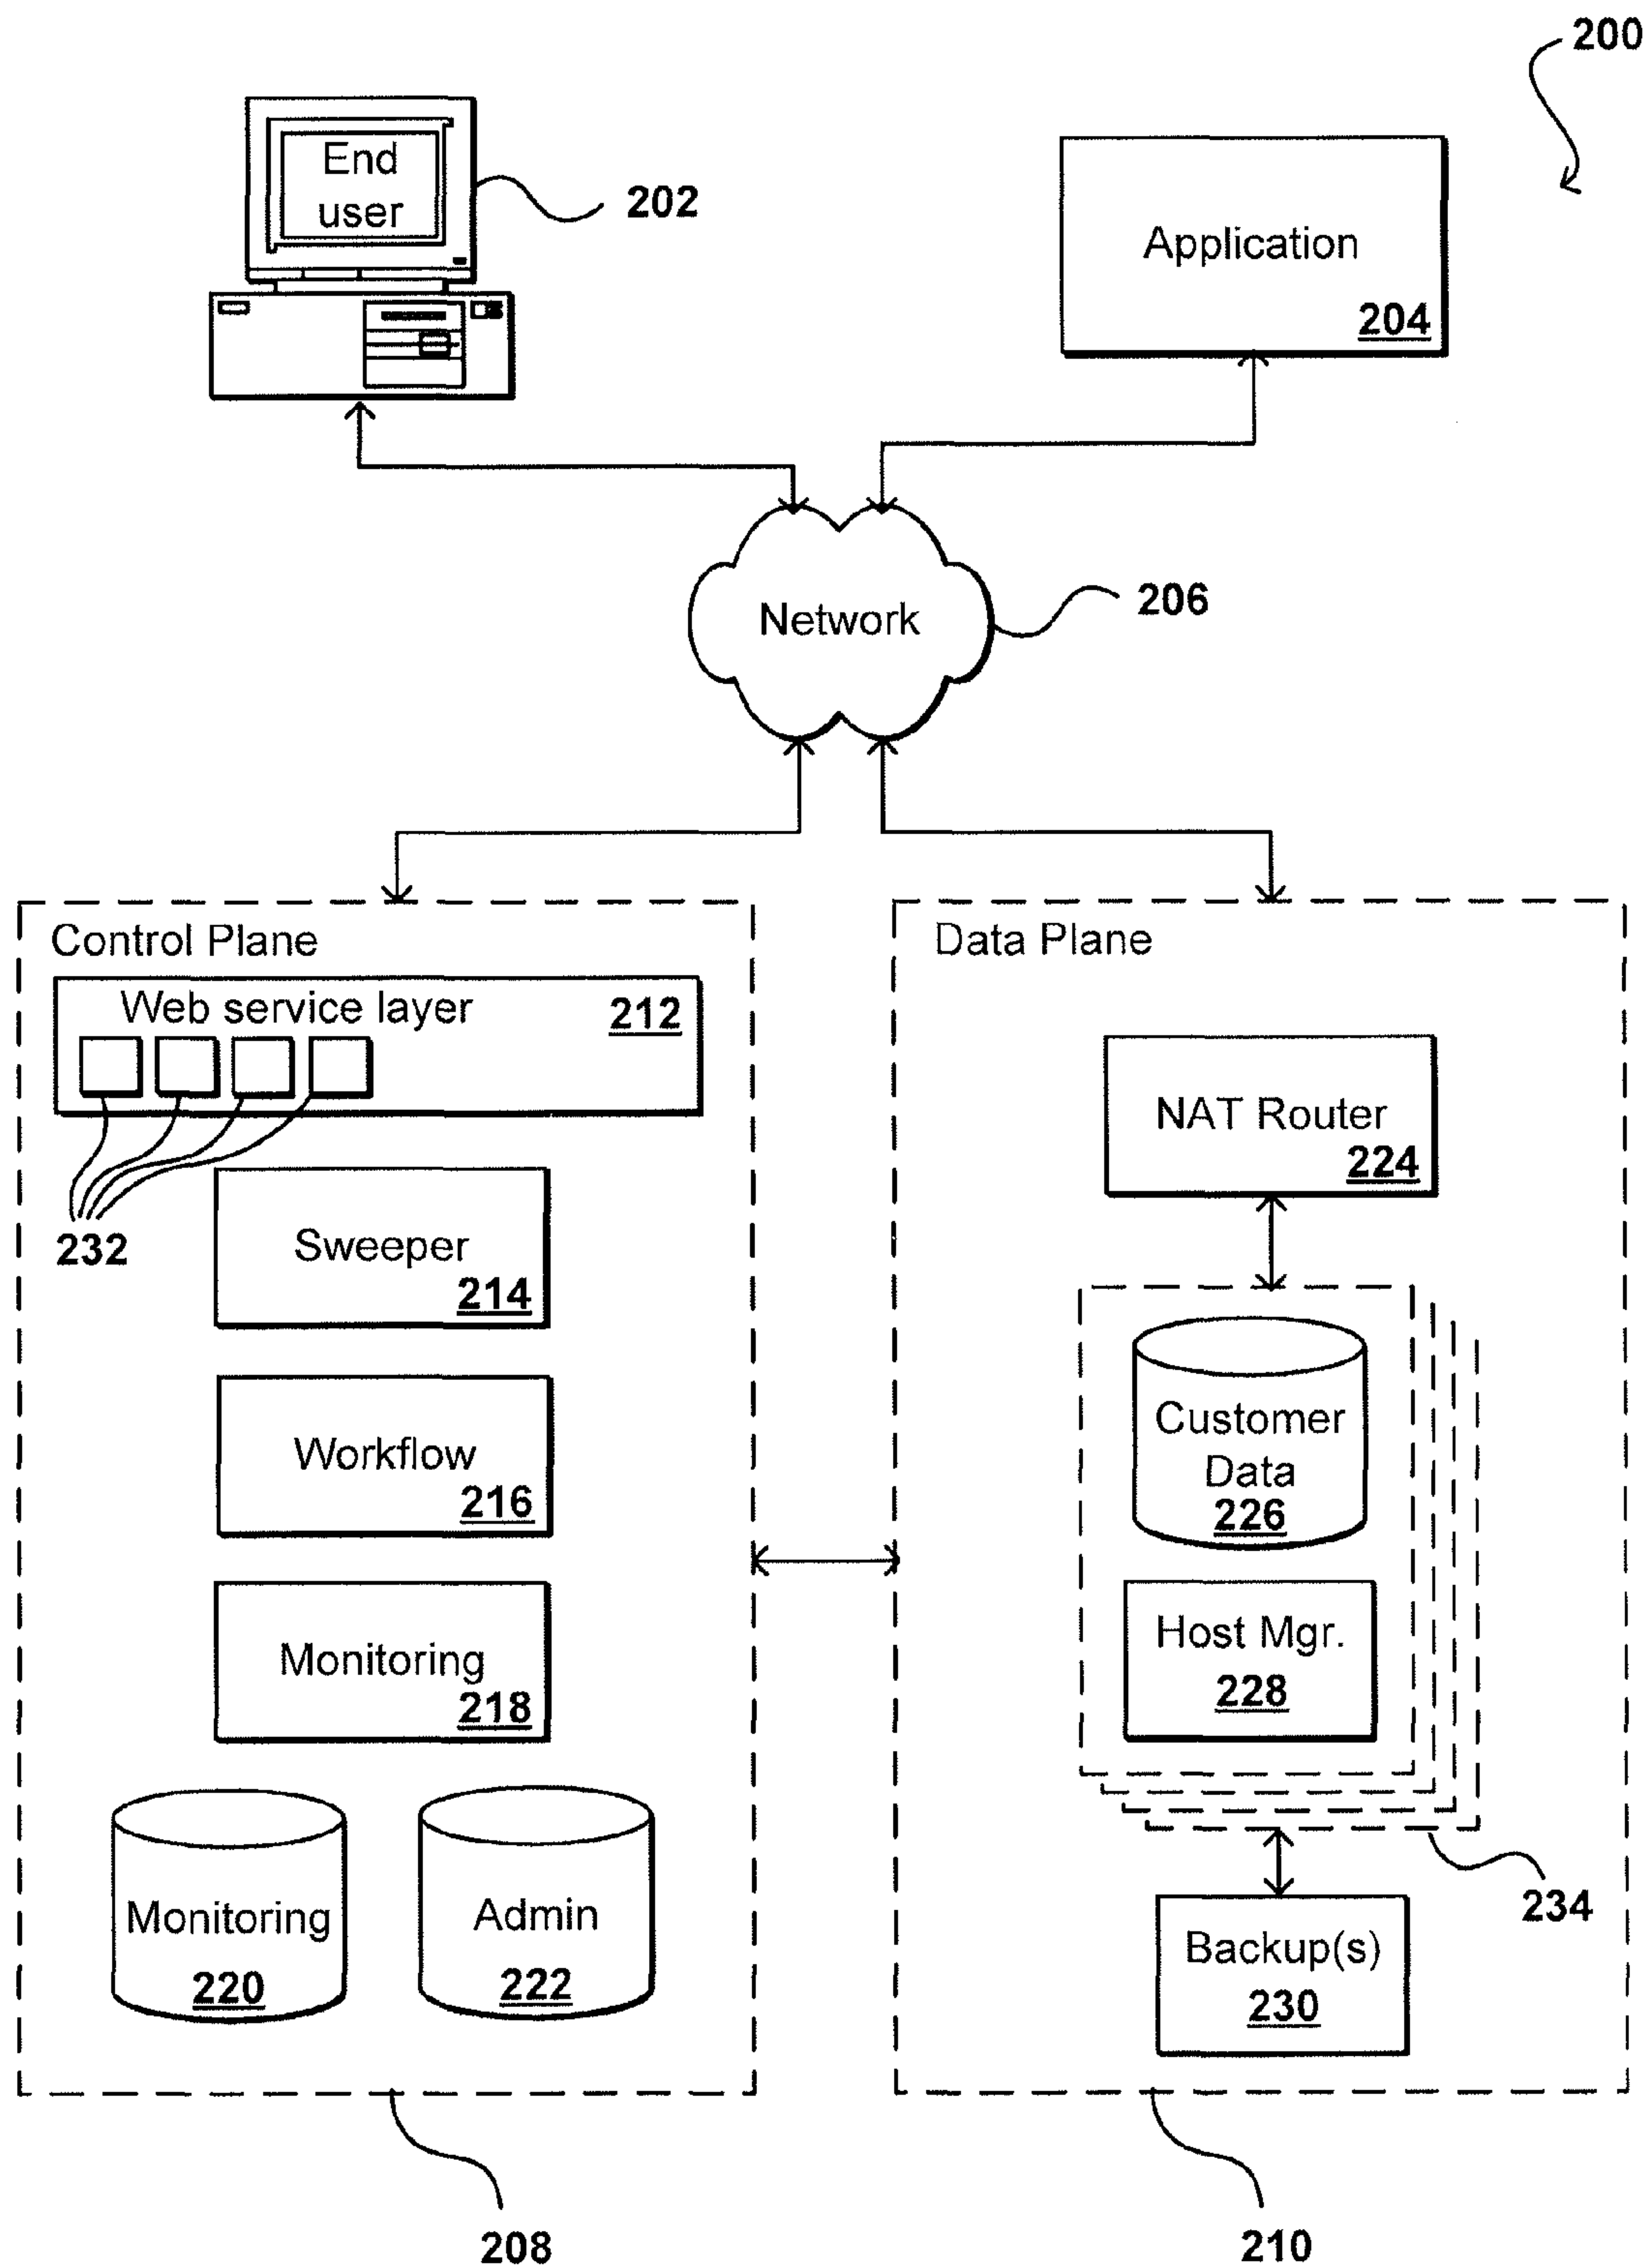 200
End
user
202
Application
204
Network
206
Control Plane
Web service layer
212
232
Sweeper
214
Workflow
216
Monitoring
218
Monitoring
220
Admin
222
208
Data Plane
NAT Router
224
Customer
Data
226
Host Mgr.
228
234
Backup(s)
230
210